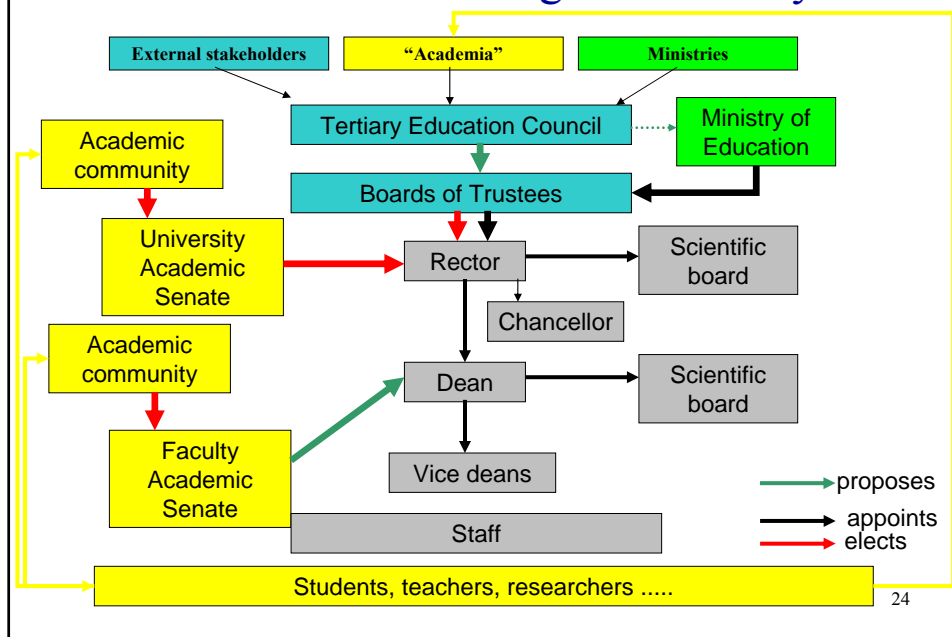 External stakeholders
“Academia”
Ministries
Tertiary Education Council
Ministry of
Education
Academic
community
Boards of Trustees
University
Academic
Senate
Rector
Scientific
board
Chancellor
Academic
community
Dean
Scientific
board
Faculty
Academic
Senate
Vice deans
proposes
appoints
elects
Staff
Students, teachers, researchers .....
24